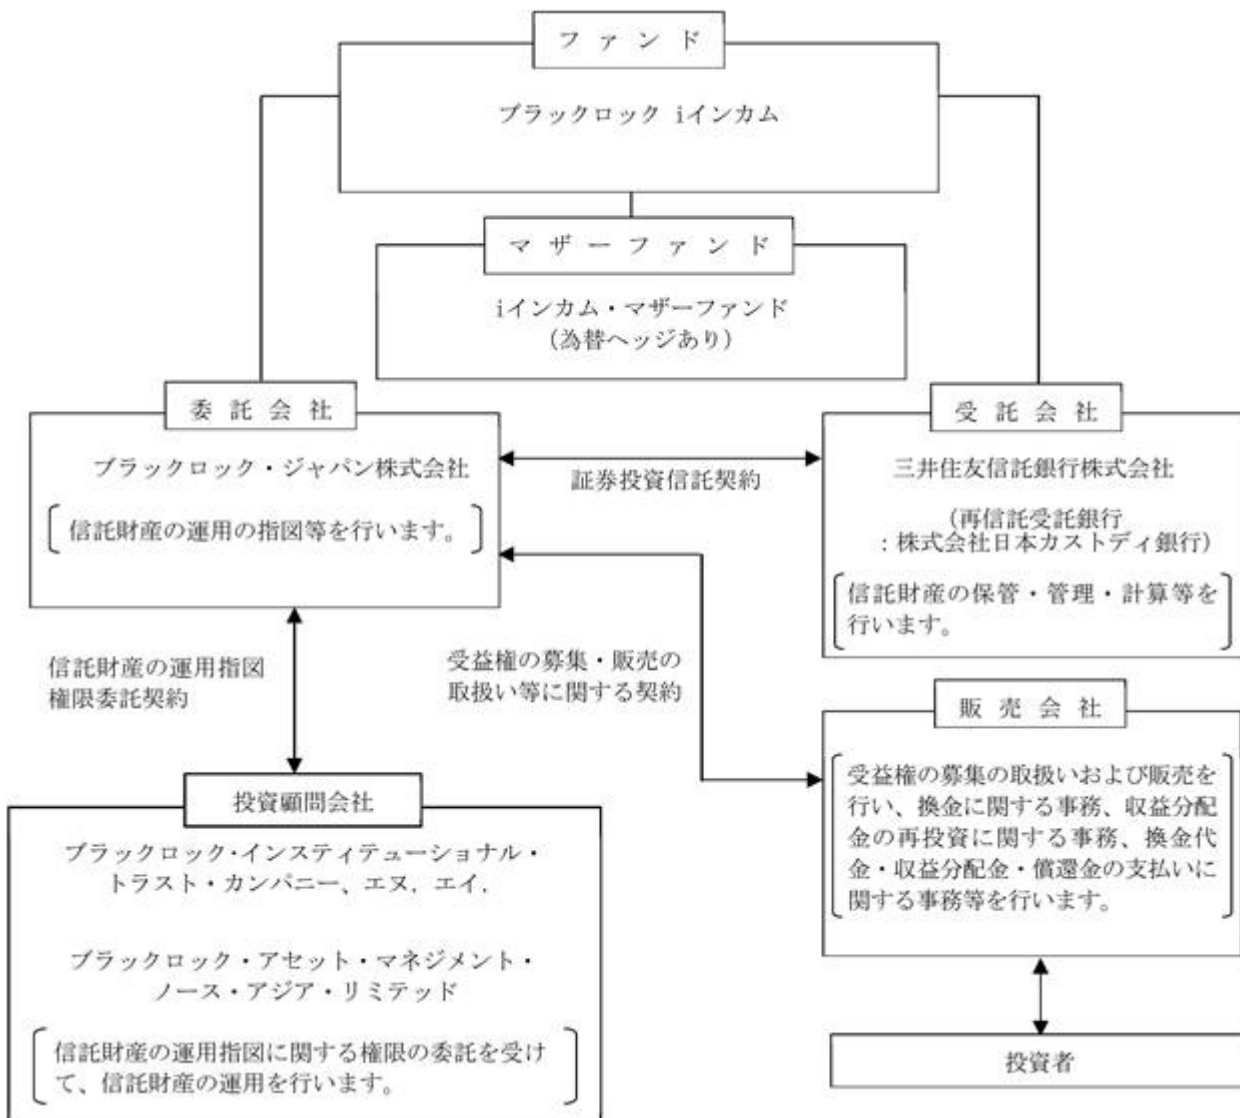 ファンド
ブラックロック iインカム
マザーファンド
iインカム・マザーファンド
(為替ヘッジあり)
委託会社
ブラックロック・ジャパン株式会社
信託財産の運用の指図等を行います。
証券投資信託契約
受託会社
三井住友信託銀行株式会社
(再信託受託銀行
:株式会社日本カストディ銀行)
信託財産の保管・管理・計算等を
行います。
信託財産の運用指図
権限委託契約
受益権の募集・販売の
取扱い等に関する契約
販売会社
受益権の募集の取扱いおよび販売を
行い、換金に関する事務、収益分配
金の再投資に関する事務、換金代
金・収益分配金・償還金の支払いに
関する事務等を行います。
投資顧問会社
ブラックロック・インスティテューショナル・
トラスト・カンパニー、エヌ.エイ.
ブラックロック・アセット・マネジメント・
ノース・アジア・リミテッド
信託財産の運用指図に関する権限の委託を受け
て、信託財産の運用を行います。
投資者